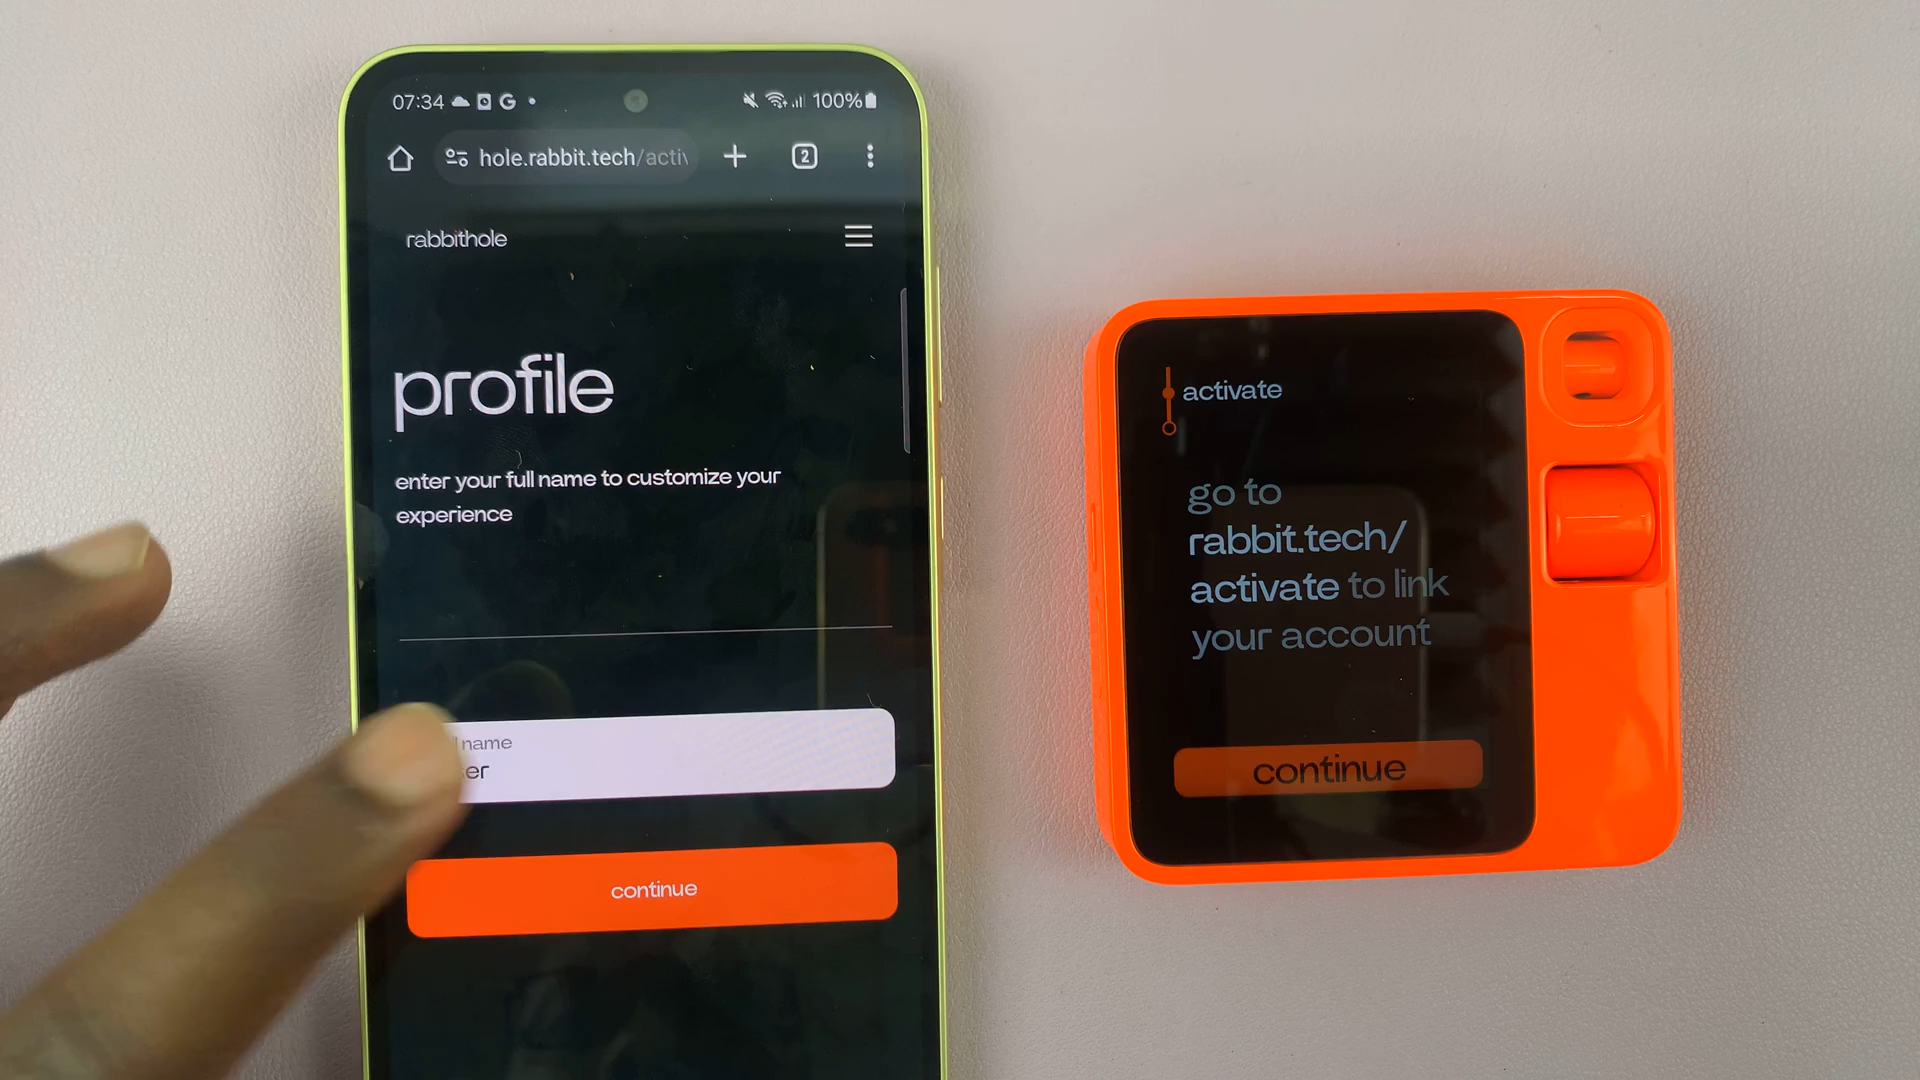 07:34
100%
hole.rabbit.tech/activ
2
rabbithole
profile
enter your full name to customize your
experience
name
continue
activate
go to
rabbit.tech/
activate to link
your account
continue